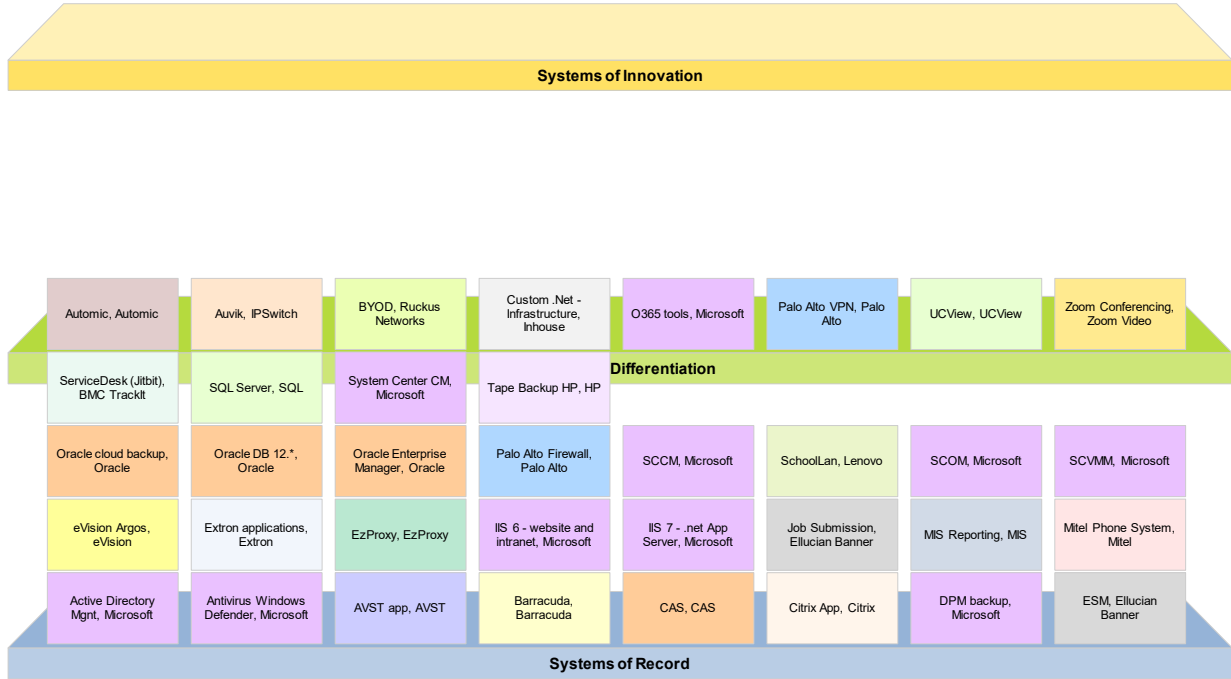 Systems of Innovation
Automic, Automic
Auvik, IPSwitch
BYOD, Ruckus
Networks
Custom .Net -
Infrastructure,
Inhouse
O365 tools, Microsoft
Palo Alto VPN, Palo
Alto
UCView, UCView
Zoom Conferencing,
Zoom Video
Differentiation
ServiceDesk (Jitbit),
BMC TrackIt
SQL Server, SQL
System Center CM,
Microsoft
Tape Backup HP, HP
Oracle cloud backup,
Oracle
Oracle DB 12.*,
Oracle
Oracle Enterprise
Manager, Oracle
Palo Alto Firewall,
Palo Alto
SCCM, Microsoft
SchoolLan, Lenovo
SCOM, Microsoft
SCVMM, Microsoft
eVision Argos,
eVision
Extron applications,
Extron
EzProxy, EzProxy
IIS 6 - website and
intranet, Microsoft
IIS 7 - .net App
Server, Microsoft
Job Submission,
Ellucian Banner
MIS Reporting, MIS
Mitel Phone System,
Mitel
Active Directory
Mgnt, Microsoft
Antivirus Windows
Defender, Microsoft
AVST app, AVST
Barracuda,
Barracuda
CAS, CAS
Citrix App, Citrix
DPM backup,
Microsoft
ESM, Ellucian
Banner
Systems of Record